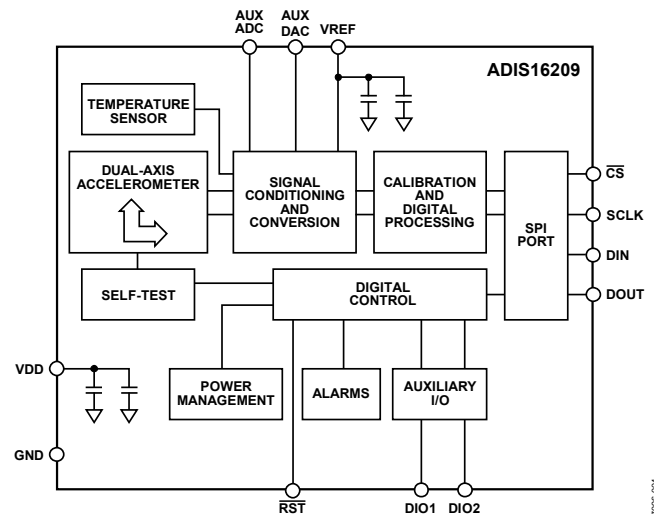 AUX
ADC
AUX
DAC
VREF
ADIS16209
TEMPERATURE
SENSOR
DUAL-AXIS
ACCELEROMETER
SIGNAL
CONDITIONING
AND
CONVERSION
CALIBRATION
AND
DIGITAL
PROCESSING
SPI
PORT
CS
SCLK
DIN
DOUT
SELF-TEST
DIGITAL
CONTROL
VDD
POWER
MANAGEMENT
ALARMS
AUXILIARY
I/O
GND
RST
DIO1
DIO2